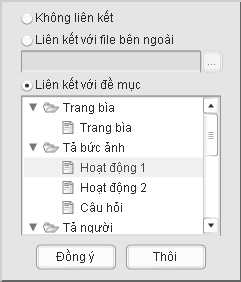 Không liên kết
Liên kết với file bên ngoài
...
Liên kết với đề mục
Trang bìa
Trang bìa
Tả bức ảnh
Hoạt động 1
Hoạt động 2
Câu hỏi
Tả người
Đồng ý
Thôi